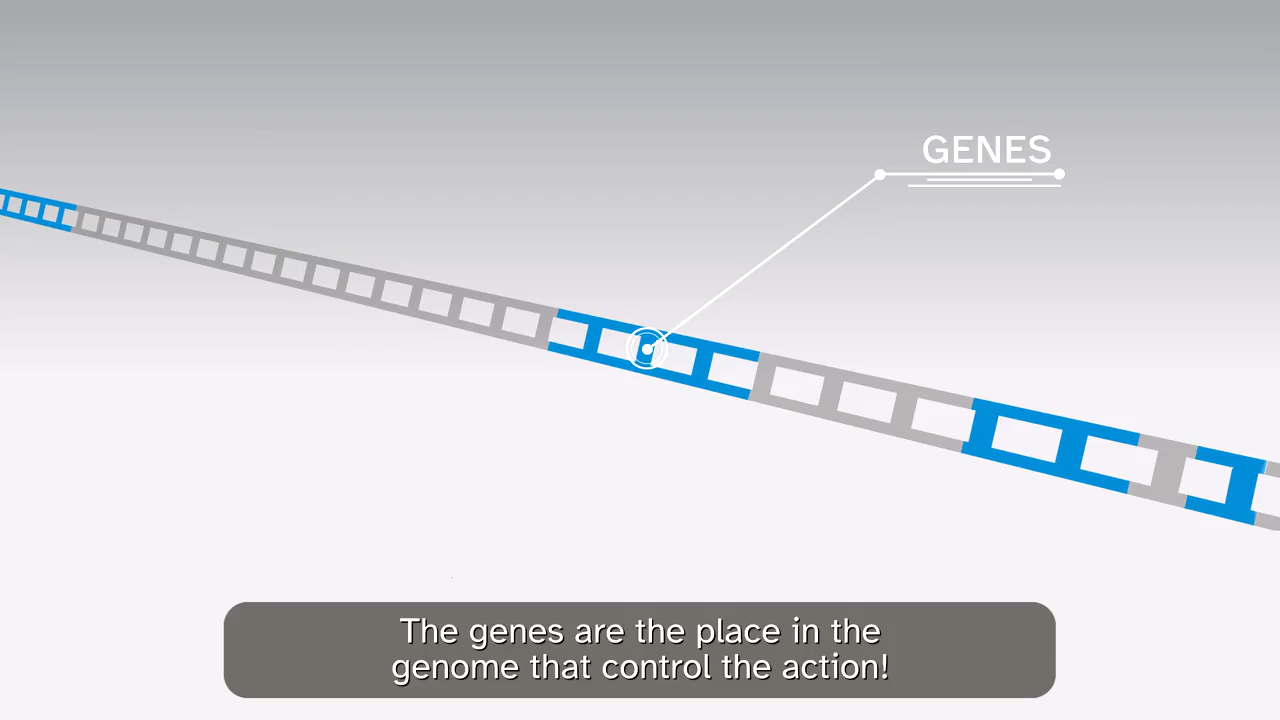 GENES
The genes are the place in the
genome that control the action!